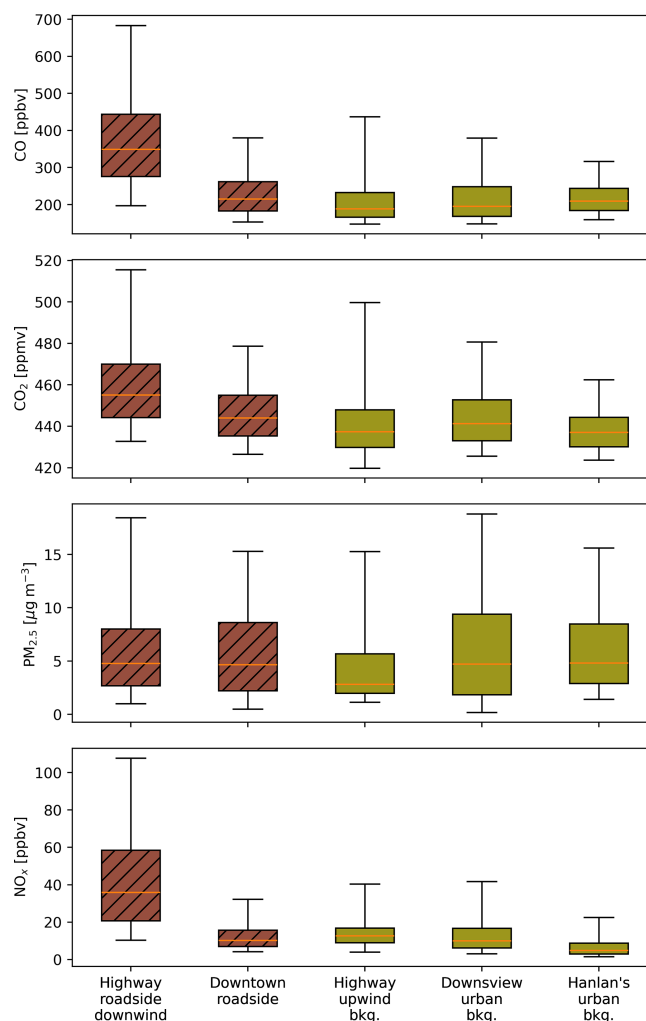 CO [ppbv]
700
600
500
400
300
200
CO₂ [ppmv]
520
500
480
460
440
420
PM₂.₅ [μg m⁻³]
15
10
5
0
NOₓ [ppbv]
100
80
60
40
20
0
Highway
roadside
downwind
Downtown
roadside
Highway
upwind
bkg.
Downsview
urban
bkg.
Hanlan's
urban
bkg.